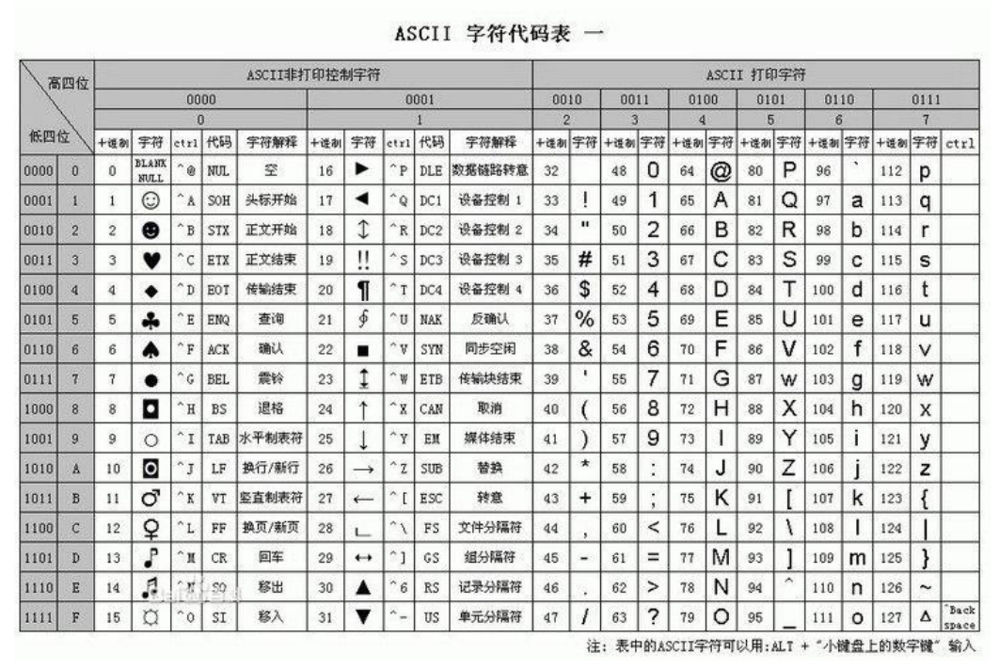 ASCII 字符代码表 一
高四位 ASCII非打印控制字符 ASCII 打印字符
0000 0001 0010 0011 0100 0101 0110 0111
0 1 2 3 4 5 6 7
低四位 十进制 字符 ctrl 代码 字符解释 十进制 字符 ctrl 代码 字符解释 十进制 字符 十进制 字符 十进制 字符 十进制 字符 十进制 字符 十进制 字符 ctrl
0000 0 0 BLANK NULL ^@ NUL 空 16 ► ^P DLE 数据链路转意 32 48 0 64 @ 80 P 96 ` 112 p
0001 1 1 ☺ ^A SOH 头标开始 17 ◄ ^Q DC1 设备控制 1 33 ! 49 1 65 A 81 Q 97 a 113 q
0010 2 2 ☻ ^B STX 正文开始 18 ↕ ^R DC2 设备控制 2 34 " 50 2 66 B 82 R 98 b 114 r
0011 3 3 ♥ ^C ETX 正文结束 19 ‼ ^S DC3 设备控制 3 35 # 51 3 67 C 83 S 99 c 115 s
0100 4 4 ♦ ^D EOT 传输结束 20 ¶ ^T DC4 设备控制 4 36 $ 52 4 68 D 84 T 100 d 116 t
0101 5 5 ♣ ^E ENQ 查询 21 ∮ ^U NAK 反确认 37 % 53 5 69 E 85 U 101 e 117 u
0110 6 6 ♠ ^F ACK 确认 22 ■ ^V SYN 同步空闲 38 & 54 6 70 F 86 V 102 f 118 v
0111 7 7 ● ^G BEL 震铃 23 ↨ ^W ETB 传输块结束 39 ' 55 7 71 G 87 W 103 g 119 w
1000 8 8 ◘ ^H BS 退格 24 ↑ ^X CAN 取消 40 ( 56 8 72 H 88 X 104 h 120 x
1001 9 9 ○ ^I TAB 水平制表符 25 ↓ ^Y EM 媒体结束 41 ) 57 9 73 I 89 Y 105 i 121 y
1010 A 10 ◙ ^J LF 换行/新行 26 → ^Z SUB 替换 42 * 58 : 74 J 90 Z 106 j 122 z
1011 B 11 ♂ ^K VT 竖直制表符 27 ← ^[ ESC 转意 43 + 59 ; 75 K 91 [ 107 k 123 {
1100 C 12 ♀ ^L FF 换页/新页 28 ∟ ^\ FS 文件分隔符 44 , 60 < 76 L 92 \ 108 l 124 |
1101 D 13 ♪ ^M CR 回车 29 ↔ ^] GS 组分隔符 45 - 61 = 77 M 93 ] 109 m 125 }
1110 E 14 ♫ ^N SO 移出 30 ▲ ^6 RS 记录分隔符 46 . 62 > 78 N 94 ^ 110 n 126 ~
1111 F 15 ☼ ^O SI 移入 31 ▼ ^- US 单元分隔符 47 / 63 ? 79 O 95 _ 111 o 127 Δ ^Back space
注: 表中的ASCII字符可以用:ALT + "小键盘上的数字键" 输入